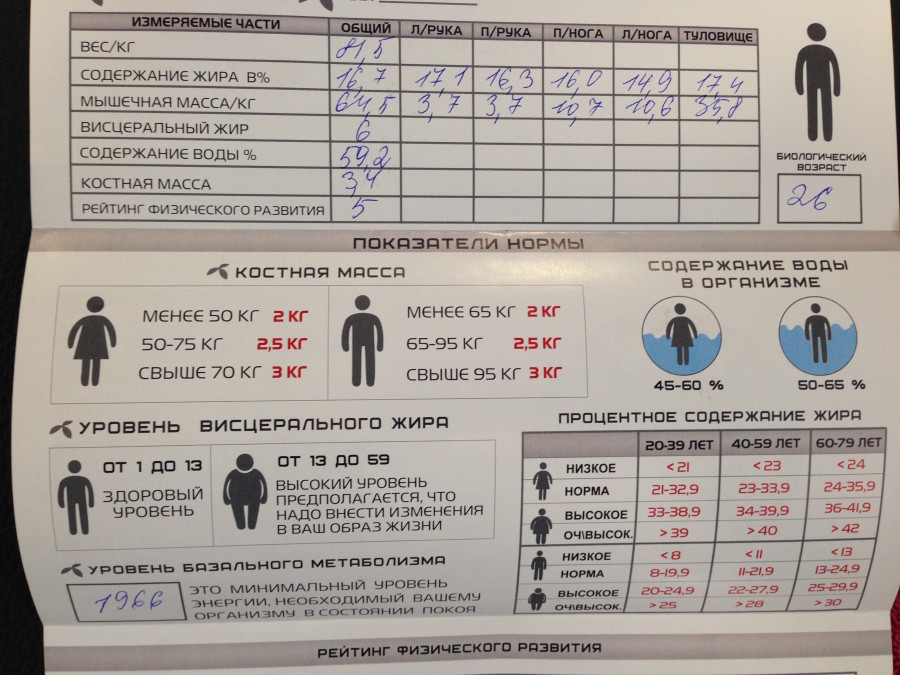 ИЗМЕРЯЕМЫЕ ЧАСТИ ОБЩИЙ Л/РУКА П/РУКА П/НОГА Л/НОГА ТУЛОВИЩЕ
ВЕС/КГ 81,5
СОДЕРЖАНИЕ ЖИРА В% 16,7 17,1 16,3 16,0 14,9 17,4
МЫШЕЧНАЯ МАССА/КГ 64,5 3,7 3,7 10,7 10,6 35,8
ВИСЦЕРАЛЬНЫЙ ЖИР 6
СОДЕРЖАНИЕ ВОДЫ % 59,2
КОСТНАЯ МАССА 3,4
РЕЙТИНГ ФИЗИЧЕСКОГО РАЗВИТИЯ 5
БИОЛОГИЧЕСКИЙ
ВОЗРАСТ
26
ПОКАЗАТЕЛИ НОРМЫ
КОСТНАЯ МАССА
МЕНЕЕ 50 КГ 2 КГ
50-75 КГ 2,5 КГ
СВЫШЕ 70 КГ 3 КГ
МЕНЕЕ 65 КГ 2 КГ
65-95 КГ 2,5 КГ
СВЫШЕ 95 КГ 3 КГ
СОДЕРЖАНИЕ ВОДЫ
В ОРГАНИЗМЕ
45-60 % 50-65 %
УРОВЕНЬ ВИСЦЕРАЛЬНОГО ЖИРА
ОТ 1 ДО 13
ЗДОРОВЫЙ
УРОВЕНЬ
ОТ 13 ДО 59
ВЫСОКИЙ УРОВЕНЬ
ПРЕДПОЛАГАЕТСЯ, ЧТО
НАДО ВНЕСТИ ИЗМЕНЕНИЯ
В ВАШ ОБРАЗ ЖИЗНИ
ПРОЦЕНТНОЕ СОДЕРЖАНИЕ ЖИРА
20-39 ЛЕТ 40-59 ЛЕТ 60-79 ЛЕТ
НИЗКОЕ < 21 < 23 < 24
НОРМА 21-32,9 23-33,9 24-35,9
ВЫСОКОЕ 33-38,9 34-39,9 36-41,9
ОЧ\ВЫСОК. > 39 > 40 > 42
НИЗКОЕ < 8 < 11 < 13
НОРМА 8-19,9 11-21,9 13-24,9
ВЫСОКОЕ 20-24,9 22-27,9 25-29,9
ОЧ\ВЫСОК. > 25 > 28 > 30
УРОВЕНЬ БАЗАЛЬНОГО МЕТАБОЛИЗМА
1966
ЭТО МИНИМАЛЬНЫЙ УРОВЕНЬ
ЭНЕРГИИ, НЕОБХОДИМЫЙ ВАШЕМУ
ОРГАНИЗМУ В СОСТОЯНИИ ПОКОЯ
РЕЙТИНГ ФИЗИЧЕСКОГО РАЗВИТИЯ